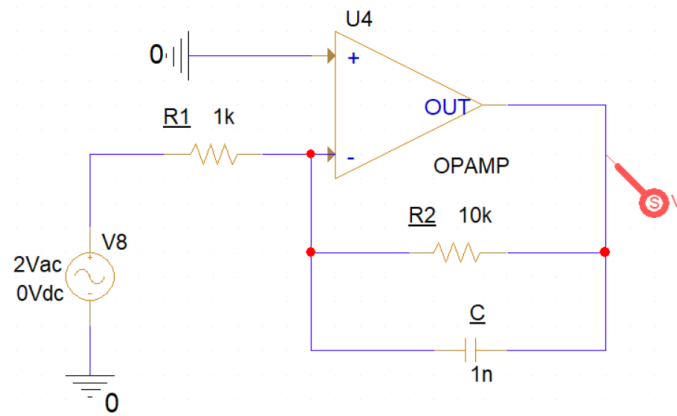 U4
0
+
R1 1k
OUT
-
OPAMP
V8
R2 10k
S
2Vac
+
0Vdc
-
C
1n
0